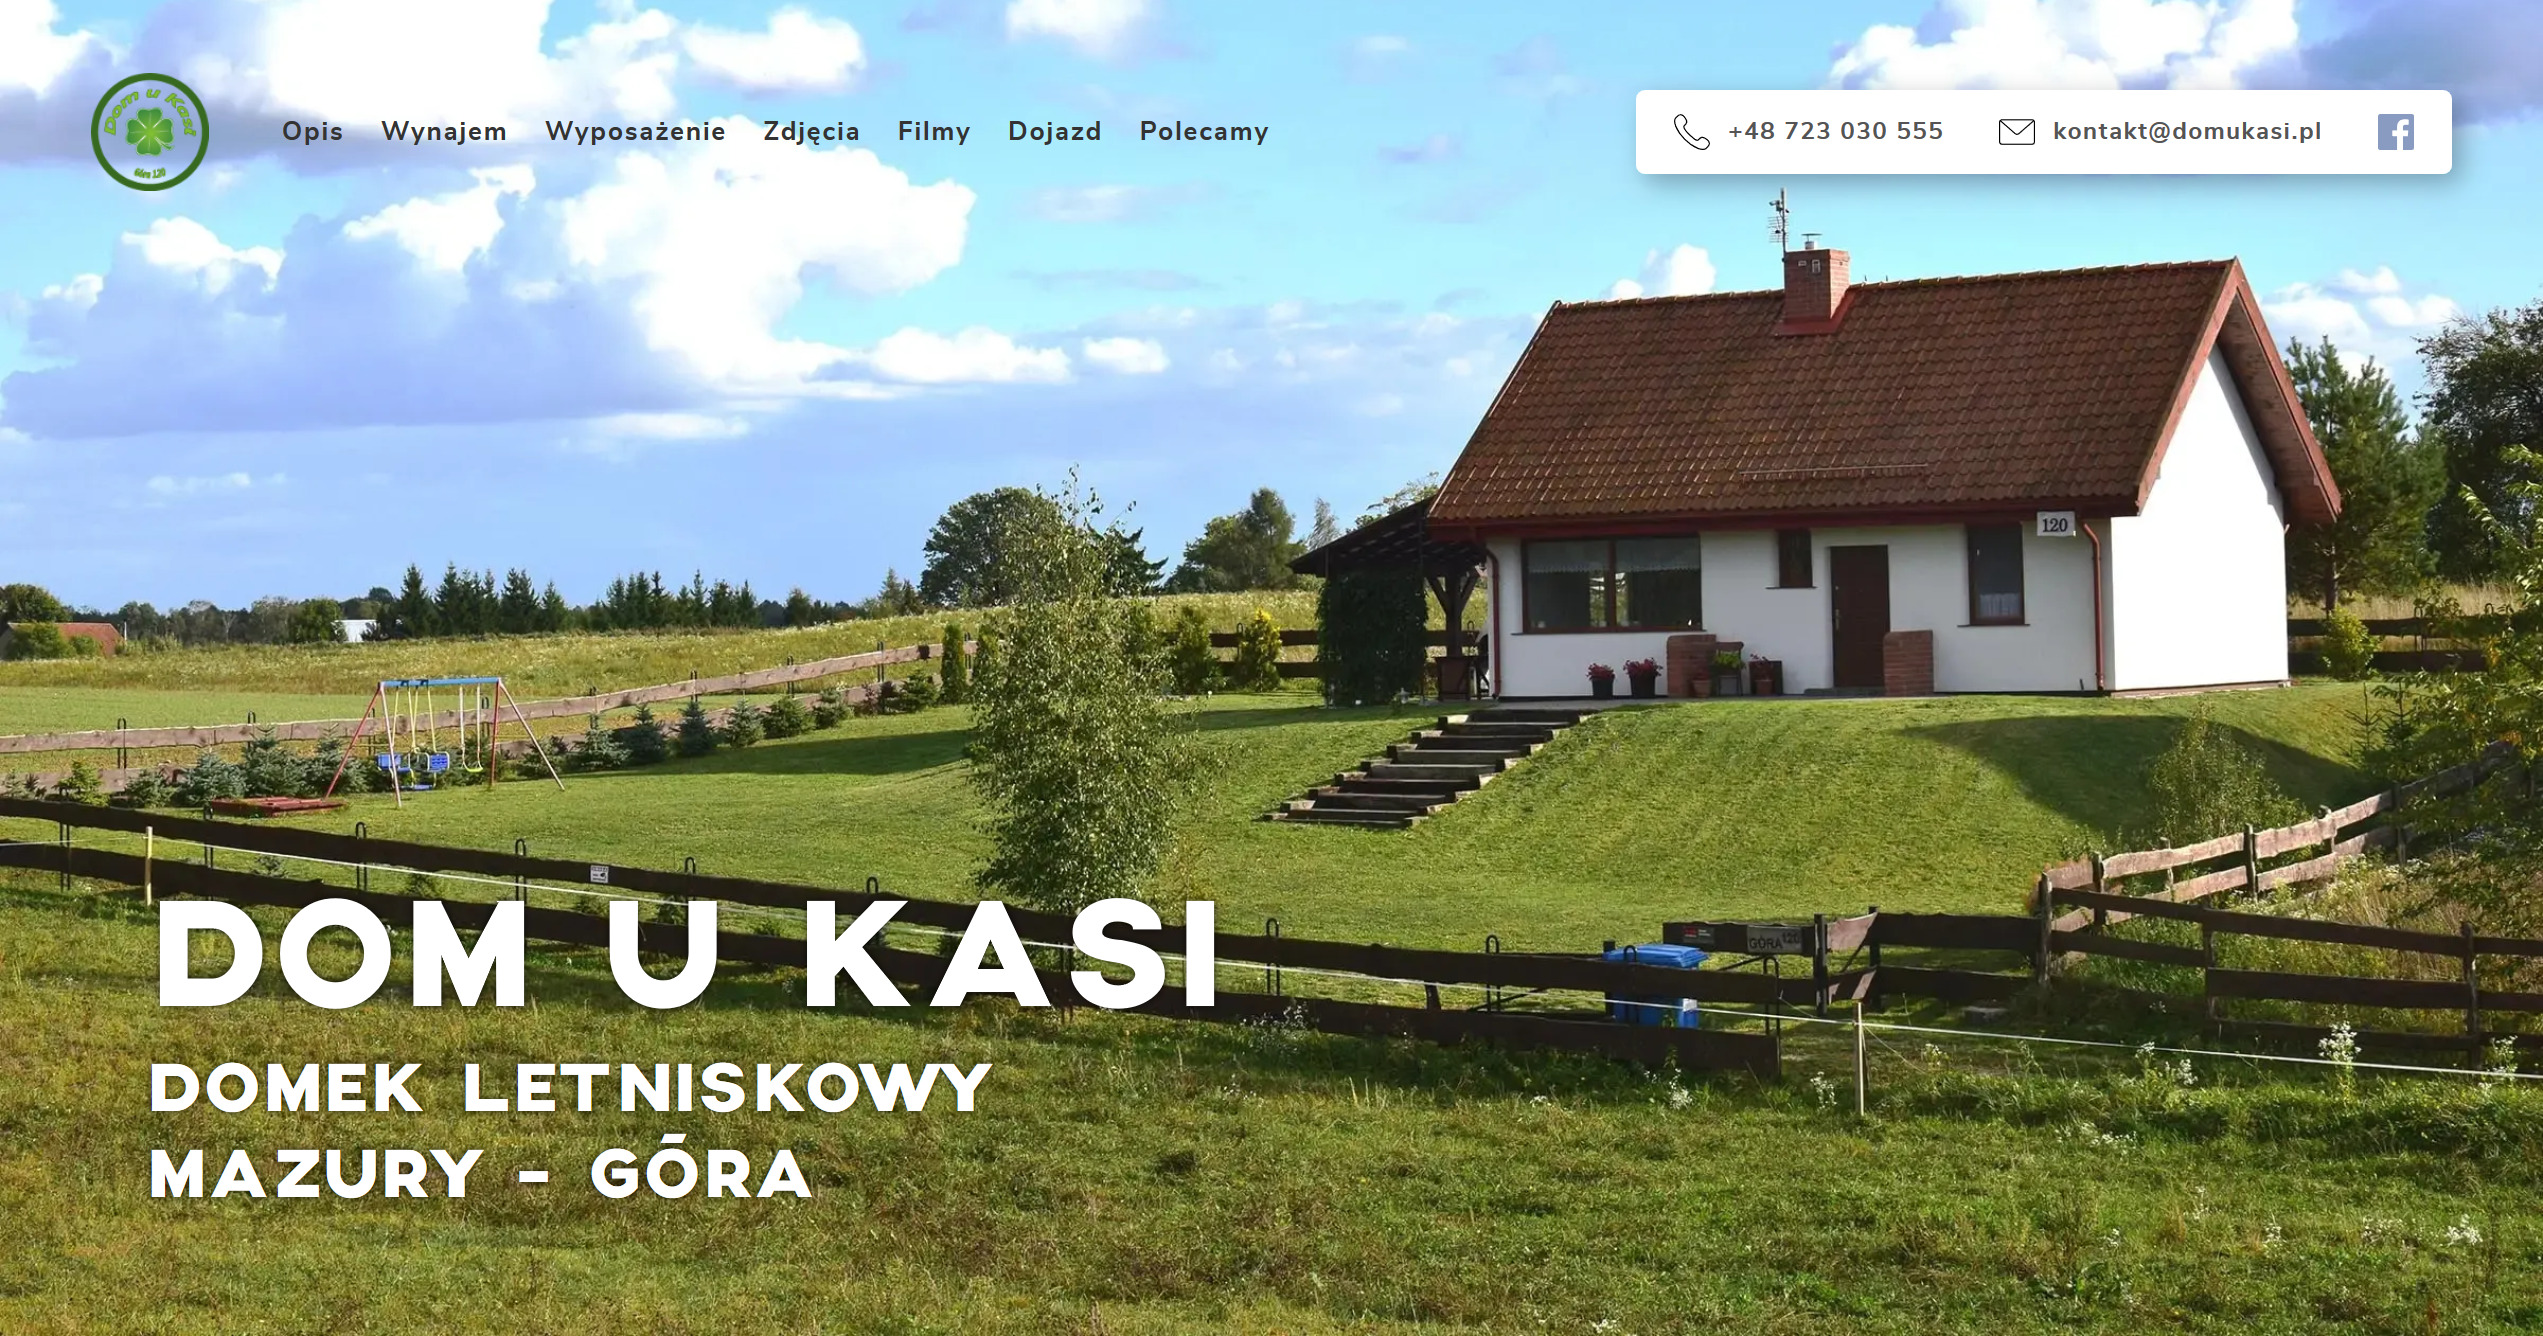 Dom u Kasi
Góra 120
Opis Wynajem Wyposażenie Zdjęcia Filmy Dojazd Polecamy
+48 723 030 555 kontakt@domukasi.pl
120
GÓRA 120
DOM U KASI
DOMEK LETNISKOWY
MAZURY - GÓRA